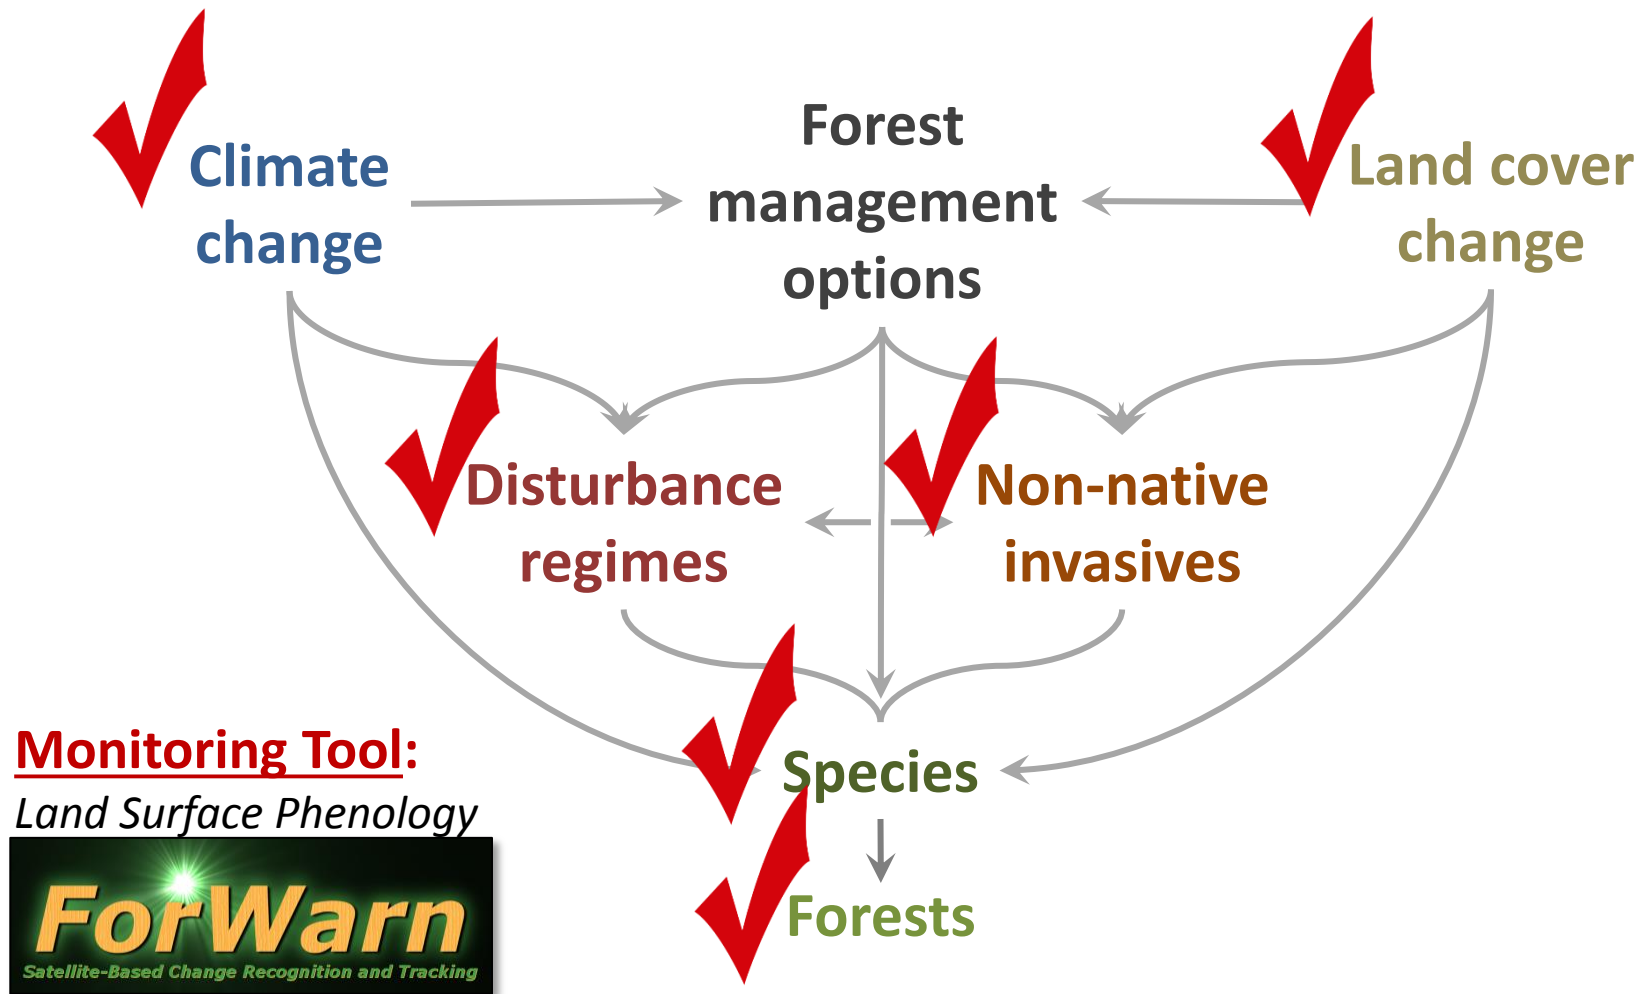 Climate
change
Forest
management
options
Land cover
change
Disturbance
regimes
Non-native
invasives
Species
Forests
Monitoring Tool:
Land Surface Phenology
ForWarn
Satellite-Based Change Recognition and Tracking